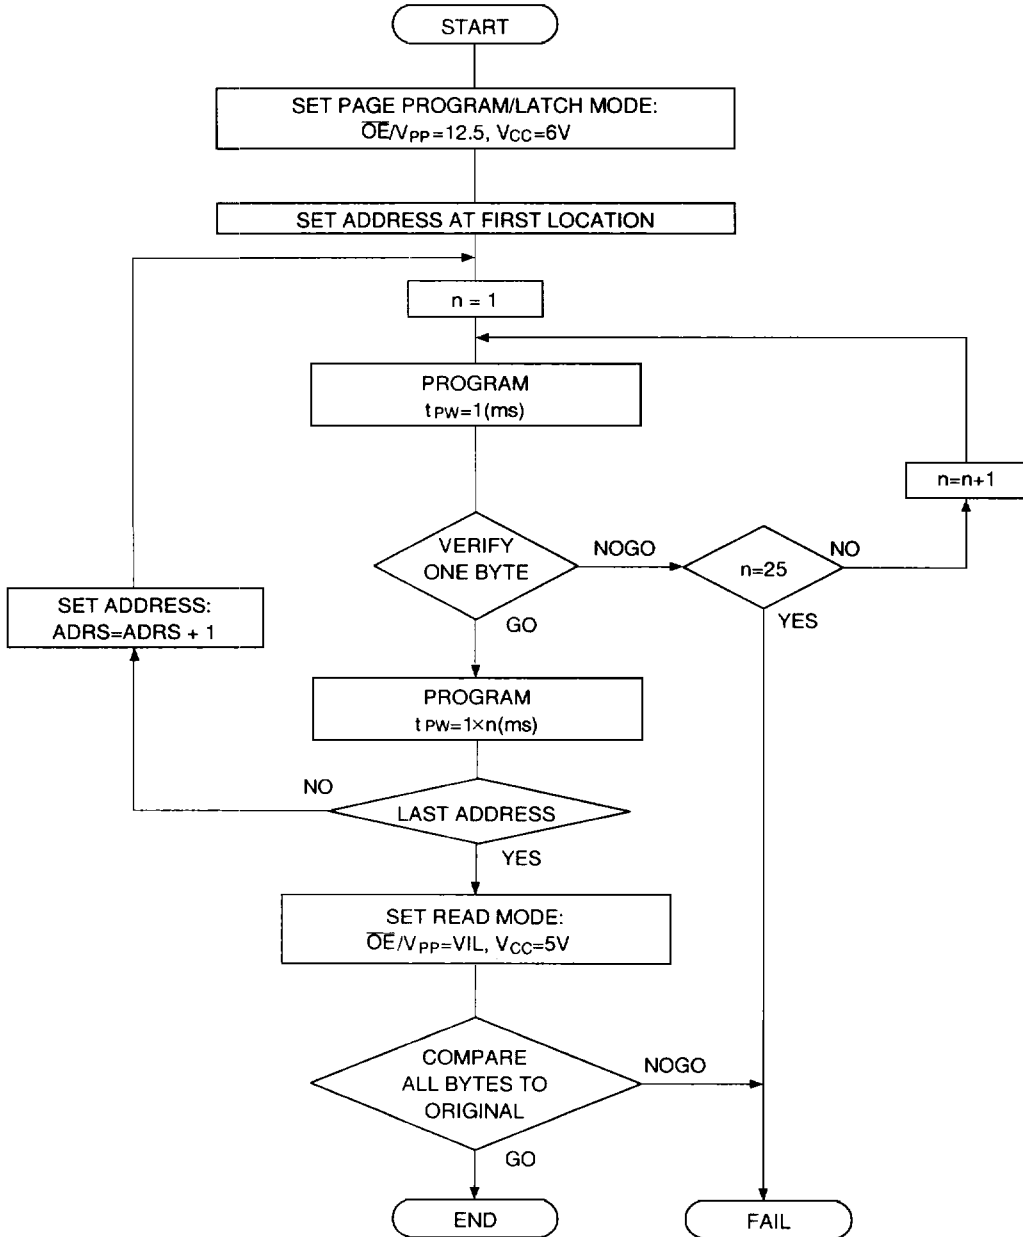 START
SET PAGE PROGRAM/LATCH MODE:
O̅E̅/VPP=12.5, VCC=6V
SET ADDRESS AT FIRST LOCATION
n = 1
PROGRAM
tPW=1(ms)
n=n+1
VERIFY
ONE BYTE
NOGO
n=25
NO
GO
YES
SET ADDRESS:
ADRS=ADRS + 1
PROGRAM
tPW=1×n(ms)
NO
LAST ADDRESS
YES
SET READ MODE:
O̅E̅/VPP=VIL, VCC=5V
COMPARE
ALL BYTES TO
ORIGINAL
NOGO
GO
END
FAIL